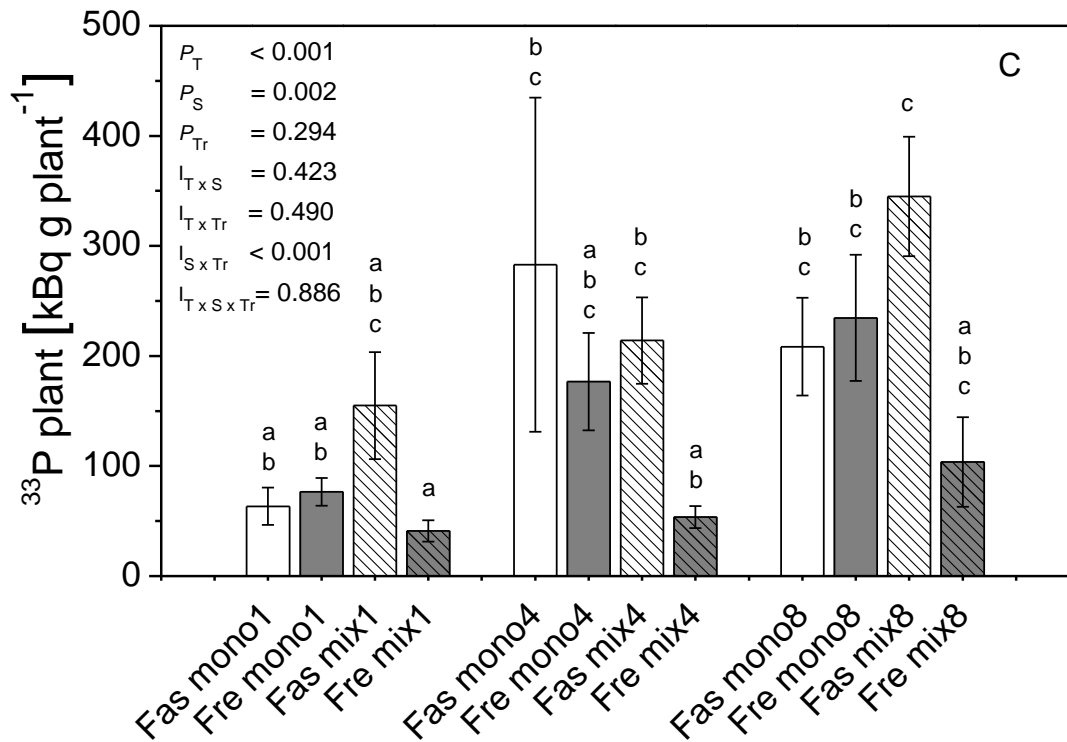 ³³P plant [kBq g plant⁻¹]
500
400
300
200
100
0
P_T < 0.001
P_S = 0.002
P_Tr = 0.294
I_T x S = 0.423
I_T x Tr = 0.490
I_S x Tr < 0.001
I_T x S x Tr = 0.886
C
a
b
a
b
a
b
c
a
b
c
a
b
c
b
c
a
b
b
c
b
c
c
a
b
c
Fas mono1
Fre mono1
Fas mix1
Fre mix1
Fas mono4
Fre mono4
Fas mix4
Fre mix4
Fas mono8
Fre mono8
Fas mix8
Fre mix8